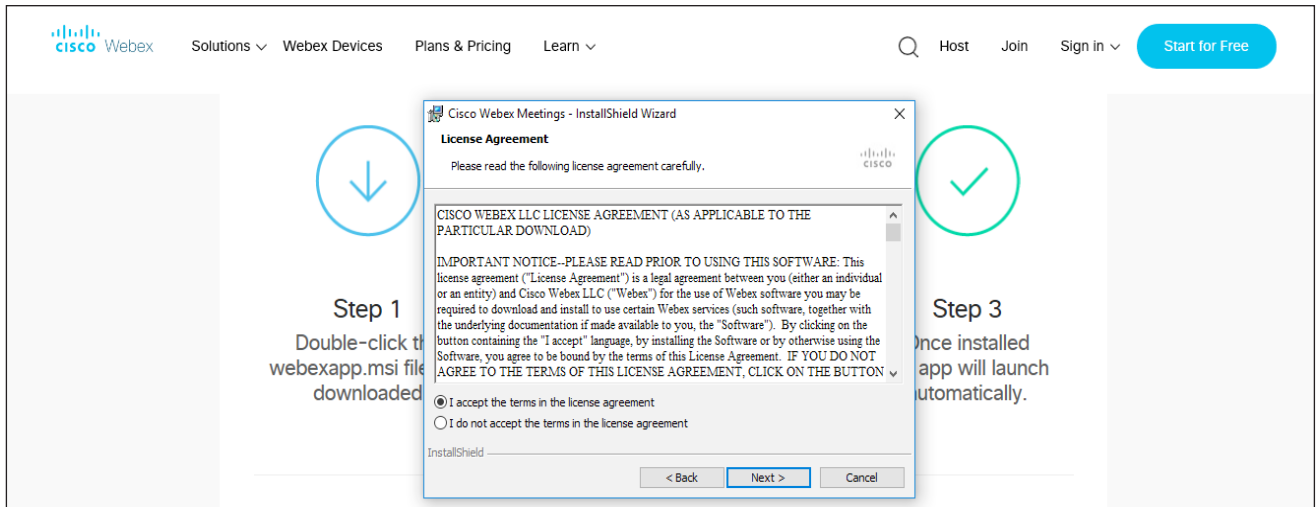 cisco Webex Solutions Webex Devices Plans & Pricing Learn Host Join Sign in Start for Free
Cisco Webex Meetings - InstallShield Wizard
License Agreement
Please read the following license agreement carefully.
CISCO
CISCO WEBEX LLC LICENSE AGREEMENT (AS APPLICABLE TO THE
PARTICULAR DOWNLOAD)
IMPORTANT NOTICE--PLEASE READ PRIOR TO USING THIS SOFTWARE: This
license agreement ("License Agreement") is a legal agreement between you (either an individual
or an entity) and Cisco Webex LLC ("Webex") for the use of Webex software you may be
required to download and install to use certain Webex services (such software, together with
the underlying documentation if made available to you, the "Software"). By clicking on the
button containing the "I accept" language, by installing the Software or by otherwise using the
Software, you agree to be bound by the terms of this License Agreement. IF YOU DO NOT
AGREE TO THE TERMS OF THIS LICENSE AGREEMENT, CLICK ON THE BUTTON
I accept the terms in the license agreement
I do not accept the terms in the license agreement
InstallShield
< Back Next > Cancel
Step 1
Double-click th
webexapp.msi file
downloaded
Step 3
Once installed
app will launch
automatically.